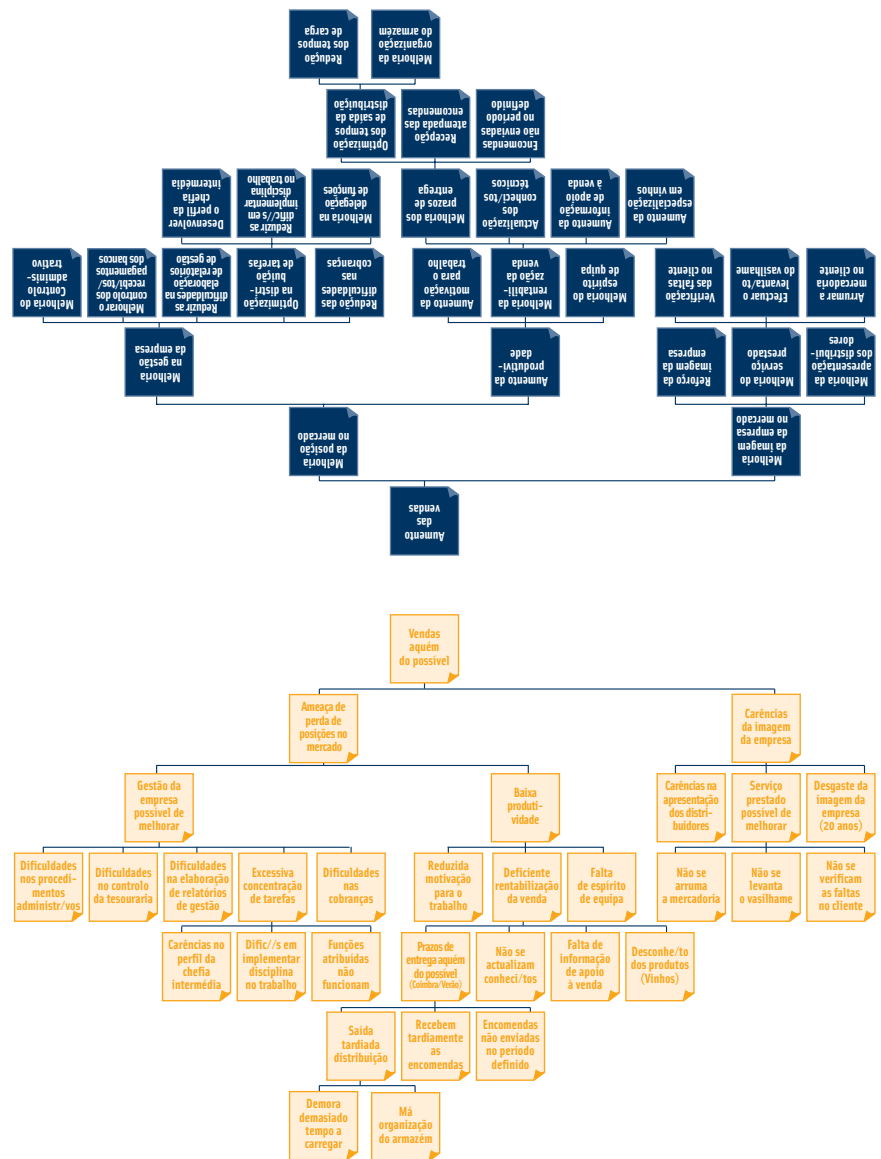 Redução
dos tempos
de carga
Melhoria da
organização
do armazém
Optimização
dos tempos
de saída da
distribuição
Recepção
atempada das
encomendas
Encomendas
não enviadas
no período
definido
Desenvolver
o perfil da
chefia
intermédia
Reduzir as
dific//s em
implementar
disciplina
no trabalho
Melhoria na
delegação
de funções
Melhoria dos
prazos de
entrega
Actualização
dos
conheci/tos
técnicos
Aumento da
informação
de apoio
à venda
Aumento da
especialização
em vinhos
Melhoria do
Controlo
adminis-
trativo
Melhorar o
controlo dos
recebi/tos/
pagamentos
dos bancos
Reduzir as
dificuldades na
elaboração
de relatórios
de gestão
Optimização
na distri-
buição
de tarefas
Redução das
dificuldades
nas
cobranças
Aumento da
motivação
para o
trabalho
Melhoria da
rentabili-
zação da
venda
Melhoria do
espírito
de quipa
Verificação
das faltas
no cliente
Efectuar o
levanta/to
do vasilhame
Arrumar a
mercadoria
no cliente
Melhoria
na gestão
da empresa
Aumento da
produtivi-
dade
Reforço da
imagem da
empresa
Melhoria do
serviço
prestado
Melhoria da
apresentação
dos distribui-
dores
Melhoria
da posição
no mercado
Melhoria
da imagem
da empresa
no mercado
Aumento
das
vendas
Vendas
aquém
do possível
Ameaça de
perda de
posições no
mercado
Carências
da imagem
da empresa
Gestão da
empresa
possível de
melhorar
Baixa
produti-
vidade
Carências na
apresentação
dos distri-
buidores
Serviço
prestado
possível de
melhorar
Desgaste da
imagem da
empresa
(20 anos)
Dificuldades
nos procedi-
mentos
administr/vos
Dificuldades
no controlo
da tesouraria
Dificuldades
na elaboração
de relatórios
de gestão
Excessiva
concentração
de tarefas
Dificuldades
nas
cobranças
Reduzida
motivação
para o
trabalho
Deficiente
rentabilização
da venda
Falta
de espírito
de equipa
Não se
arruma
a mercadoria
Não se
levanta
o vasilhame
Não se
verificam
as faltas
no cliente
Carências no
perfil da
chefia
intermédia
Dific//s em
implementar
disciplina
no trabalho
Funções
atribuídas
não
funcionam
Prazos de
entrega aquém
do possível
(Coimbra/Verão)
Não se
actualizam
conheci/tos
Falta de
informação
de apoio
à venda
Desconhe/to
dos produtos
(Vinhos)
Saída
tardiada
distribuição
Recebem
tardiamente
as
encomendas
Encomendas
não enviadas
no período
definido
Demora
demasiado
tempo a
carregar
Má
organização
do armazém